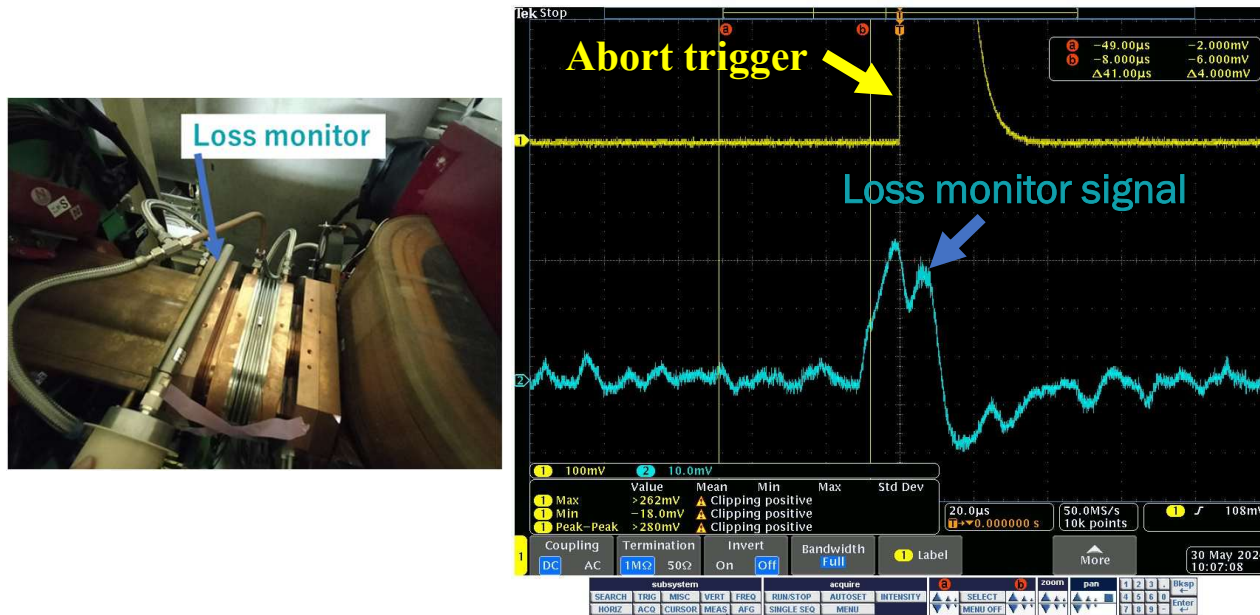 Loss monitor
Tek Stop
Abort trigger
a -49.00µs -2.000mV
b -8.000µs -6.000mV
Δ41.00µs Δ4.000mV
a
b
T
1
Loss monitor signal
2
1 100mV 2 10.0mV
Value Mean Min Max Std Dev
1 Max >262mV Clipping positive
1 Min -18.0mV Clipping positive
1 Peak-Peak >280mV Clipping positive
20.0µs
T→▼0.000000 s
50.0MS/s
10k points
1 108mV
1
Coupling
DC AC
Termination
1MΩ 50Ω
Invert
On Off
Bandwidth
Full
1 Label
More
30 May 202
10:07:08
subsystem acquire a b zoom pan 1 2 3 . Bksp
SEARCH TRIG MISC VERT FREQ RUN/STOP AUTOSET INTENSITY SELECT 4 5 6 0 Enter
HORIZ ACQ CURSOR MEAS AFG SINGLE SEQ MENU MENU OFF 7 8 9 -